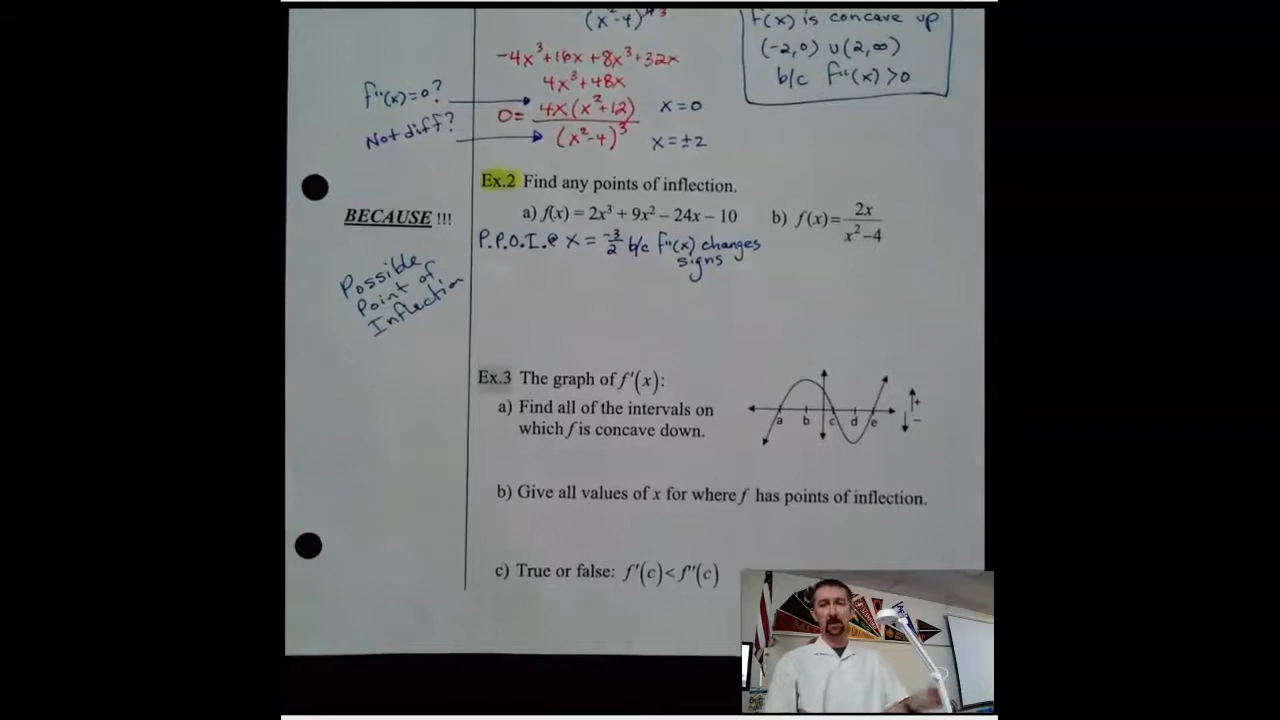 (x²-4)⁴ ³
-4x³+16x+8x³+32x
4x³+48x
f''(x)=0?
0= 4x(x²+12) x=0
Not diff?
(x²-4)³ x=±2
f(x) is concave up
(-2,0) ∪ (2,∞)
b/c f''(x)>0
Ex.2 Find any points of inflection.
BECAUSE !!!
a) f(x) = 2x³ + 9x² – 24x – 10
b) f(x)= 2x / x²–4
P.P.O.I.@ x = -3/2 b/c f''(x) changes
signs
Possible
Point of
Inflection
Ex.3 The graph of f′(x):
a) Find all of the intervals on
which f is concave down.
a b c d e
+
–
b) Give all values of x for where f has points of inflection.
c) True or false: f′(c)<f″(c)